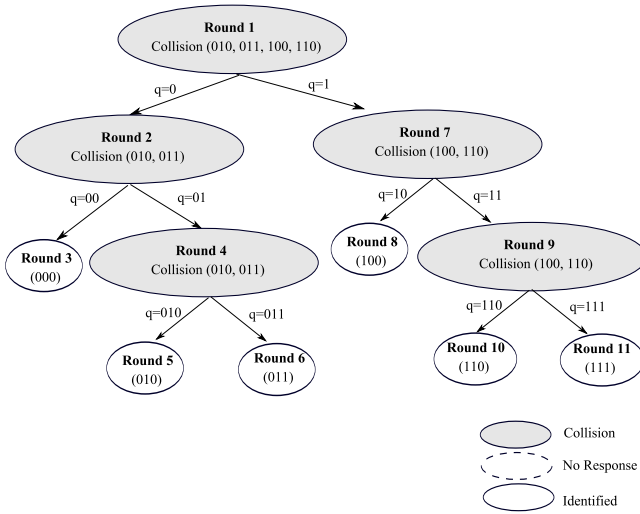 Round 1
Collision (010, 011, 100, 110)
q=0
q=1
Round 2
Collision (010, 011)
Round 7
Collision (100, 110)
q=00
q=01
q=10
q=11
Round 3
(000)
Round 4
Collision (010, 011)
Round 8
(100)
Round 9
Collision (100, 110)
q=010
q=011
q=110
q=111
Round 5
(010)
Round 6
(011)
Round 10
(110)
Round 11
(111)
Collision
No Response
Identified